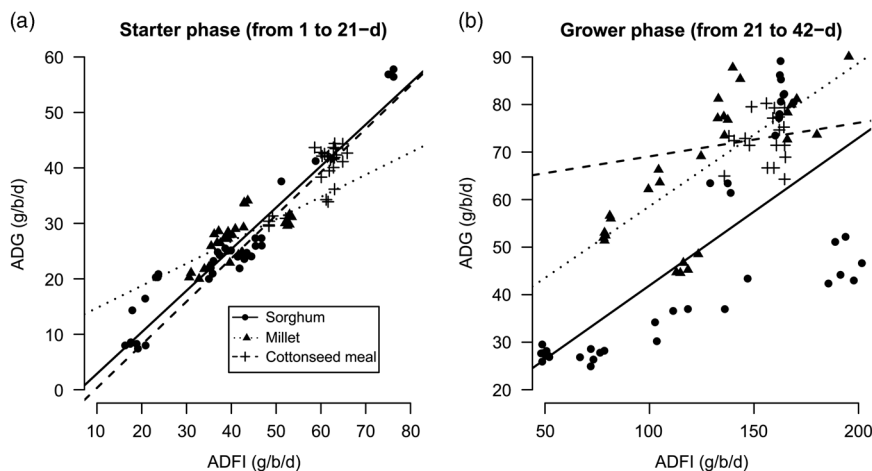 (a)
Starter phase (from 1 to 21−d)
60
50
40
30
20
10
0
ADG (g/b/d)
Sorghum
Millet
Cottonseed meal
10 20 30 40 50 60 70 80
ADFI (g/b/d)
(b)
Grower phase (from 21 to 42−d)
90
80
70
60
50
40
30
20
ADG (g/b/d)
50 100 150 200
ADFI (g/b/d)